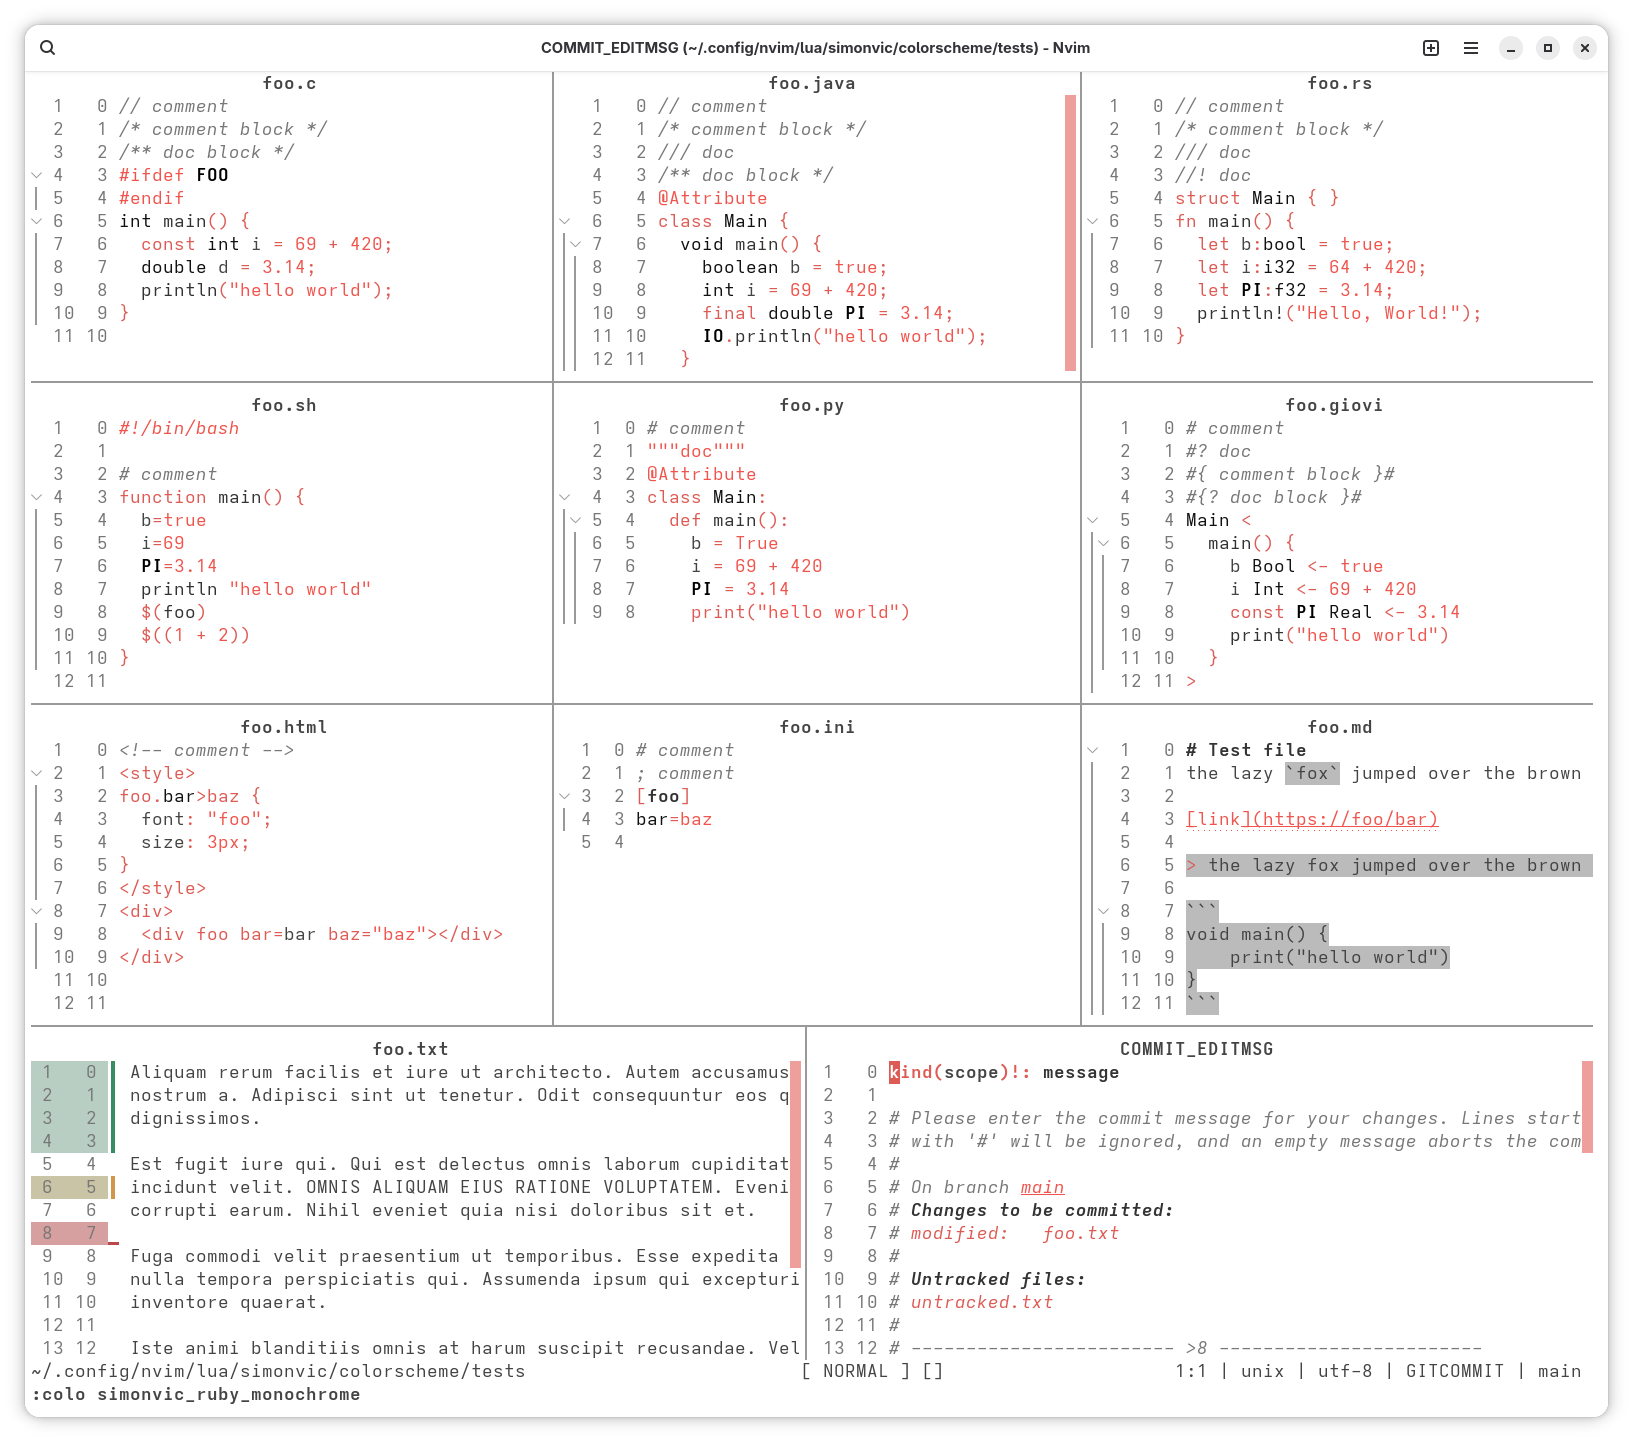 COMMIT_EDITMSG (~/.config/nvim/lua/simonvic/colorscheme/tests) - Nvim
foo.c
1 0 // comment
2 1 /* comment block */
3 2 /** doc block */
4 3 #ifdef FOO
5 4 #endif
6 5 int main() {
7 6   const int i = 69 + 420;
8 7   double d = 3.14;
9 8   println("hello world");
10 9 }
11 10
foo.java
1 0 // comment
2 1 /* comment block */
3 2 /// doc
4 3 /** doc block */
5 4 @Attribute
6 5 class Main {
7 6   void main() {
8 7     boolean b = true;
9 8     int i = 69 + 420;
10 9     final double PI = 3.14;
11 10     IO.println("hello world");
12 11   }
foo.rs
1 0 // comment
2 1 /* comment block */
3 2 /// doc
4 3 //! doc
5 4 struct Main { }
6 5 fn main() {
7 6   let b:bool = true;
8 7   let i:i32 = 64 + 420;
9 8   let PI:f32 = 3.14;
10 9   println!("Hello, World!");
11 10 }
foo.sh
1 0 #!/bin/bash
2 1
3 2 # comment
4 3 function main() {
5 4   b=true
6 5   i=69
7 6   PI=3.14
8 7   println "hello world"
9 8   $(foo)
10 9   $((1 + 2))
11 10 }
12 11
foo.py
1 0 # comment
2 1 """doc"""
3 2 @Attribute
4 3 class Main:
5 4   def main():
6 5     b = True
7 6     i = 69 + 420
8 7     PI = 3.14
9 8     print("hello world")
foo.giovi
1 0 # comment
2 1 #? doc
3 2 #{ comment block }#
4 3 #{? doc block }#
5 4 Main <
6 5   main() {
7 6     b Bool <- true
8 7     i Int <- 69 + 420
9 8     const PI Real <- 3.14
10 9     print("hello world")
11 10   }
12 11 >
foo.html
1 0 <!-- comment -->
2 1 <style>
3 2 foo.bar>baz {
4 3   font: "foo";
5 4   size: 3px;
6 5 }
7 6 </style>
8 7 <div>
9 8   <div foo bar=bar baz="baz"></div>
10 9 </div>
11 10
12 11
foo.ini
1 0 # comment
2 1 ; comment
3 2 [foo]
4 3 bar=baz
5 4
foo.md
1 0 # Test file
2 1 the lazy `fox` jumped over the brown
3 2
4 3 [link](https://foo/bar)
5 4
6 5 > the lazy fox jumped over the brown
7 6
8 7 ```
9 8 void main() {
10 9     print("hello world")
11 10 }
12 11 ```
foo.txt
1 0 Aliquam rerum facilis et iure ut architecto. Autem accusamus
2 1 nostrum a. Adipisci sint ut tenetur. Odit consequuntur eos q
3 2 dignissimos.
4 3
5 4 Est fugit iure qui. Qui est delectus omnis laborum cupiditat
6 5 incidunt velit. OMNIS ALIQUAM EIUS RATIONE VOLUPTATEM. Eveni
7 6 corrupti earum. Nihil eveniet quia nisi doloribus sit et.
8 7
9 8 Fuga commodi velit praesentium ut temporibus. Esse expedita
10 9 nulla tempora perspiciatis qui. Assumenda ipsum qui excepturi
11 10 inventore quaerat.
12 11
13 12 Iste animi blanditiis omnis at harum suscipit recusandae. Vel
COMMIT_EDITMSG
1 0 kind(scope)!: message
2 1
3 2 # Please enter the commit message for your changes. Lines start
4 3 # with '#' will be ignored, and an empty message aborts the com
5 4 #
6 5 # On branch main
7 6 # Changes to be committed:
8 7 # modified:   foo.txt
9 8 #
10 9 # Untracked files:
11 10 # untracked.txt
12 11 #
13 12 # ------------------------ >8 ------------------------
~/.config/nvim/lua/simonvic/colorscheme/tests [ NORMAL ] [] 1:1 | unix | utf-8 | GITCOMMIT | main
:colo simonvic_ruby_monochrome